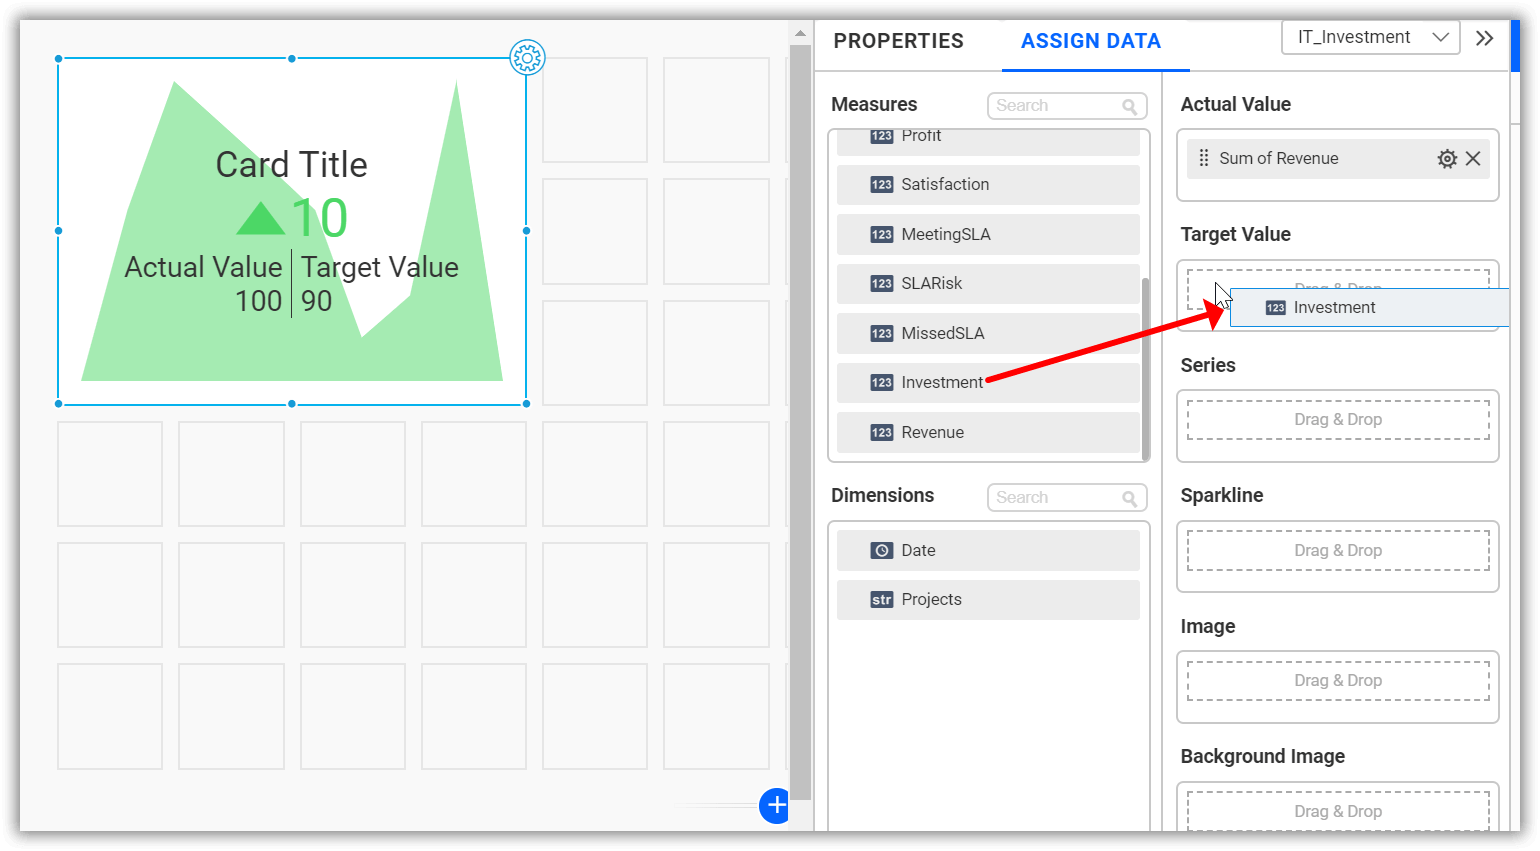 PROPERTIES
ASSIGN DATA
IT_Investment
Card Title
10
Actual Value
Target Value
100
90
Measures
Search
123 Profit
123 Satisfaction
123 MeetingSLA
123 SLARisk
123 MissedSLA
123 Investment
123 Revenue
Dimensions
Search
Date
str Projects
Actual Value
Sum of Revenue
Target Value
Drag & Drop
123 Investment
Series
Drag & Drop
Sparkline
Drag & Drop
Image
Drag & Drop
Background Image
Drag & Drop